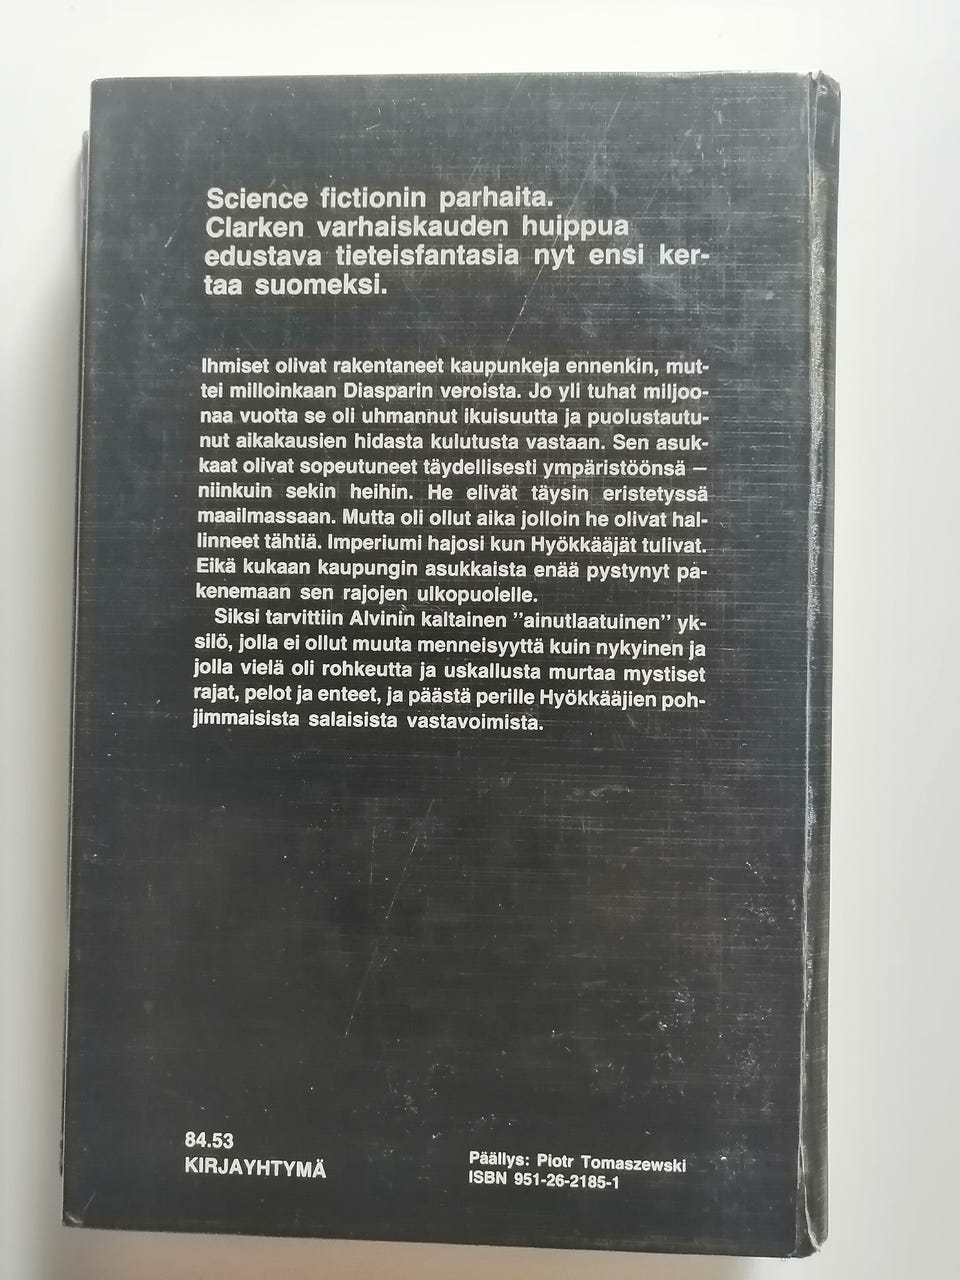 Science fictionin parhaita.
Clarken varhaiskauden huippua
edustava tieteisfantasia nyt ensi ker-
taa suomeksi.
Ihmiset olivat rakentaneet kaupunkeja ennenkin, mut-
tei milloinkaan Diasparin veroista. Jo yli tuhat miljoo-
naa vuotta se oli uhmannut ikuisuutta ja puolustautu-
nut aikakausien hidasta kulutusta vastaan. Sen asuk-
kaat olivat sopeutuneet täydellisesti ympäristöönsä –
niinkuin sekin heihin. He elivät täysin eristetyssä
maailmassaan. Mutta oli ollut aika jolloin he olivat hal-
linneet tähtiä. Imperiumi hajosi kun Hyökkääjät tulivat.
Eikä kukaan kaupungin asukkaista enää pystynyt pa-
kenemaan sen rajojen ulkopuolelle.
Siksi tarvittiin Alvinin kaltainen ”ainutlaatuinen” yk-
silö, jolla ei ollut muuta menneisyyttä kuin nykyinen ja
jolla vielä oli rohkeutta ja uskallusta murtaa mystiset
rajat, pelot ja enteet, ja päästä perille Hyökkääjien poh-
jimmaisista salaisista vastavoimista.
84.53
KIRJAYHTYMÄ
Päällys: Piotr Tomaszewski
ISBN 951-26-2185-1